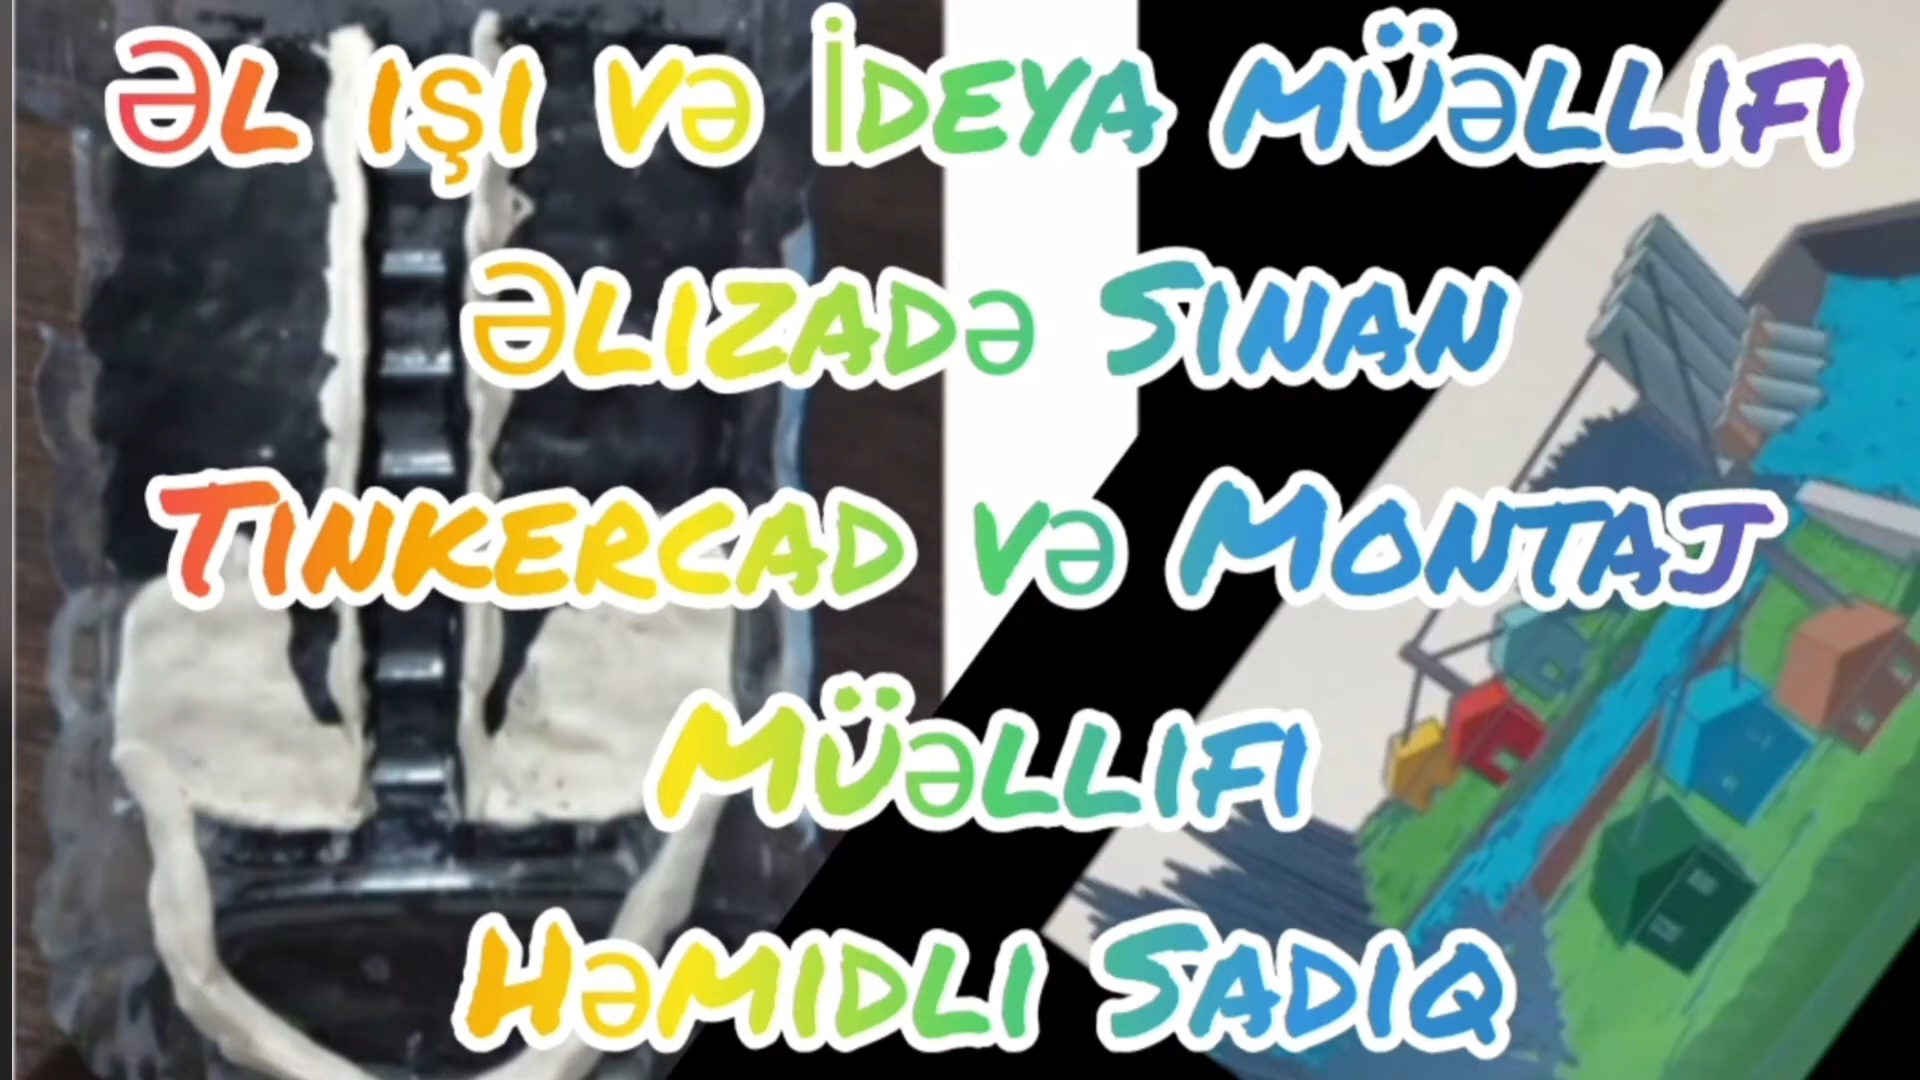 Əl işi və İdeya müəllifi
Əlizadə Sinan
Tinkercad və Montaj
Müəllifi
Həmidli Sadiq